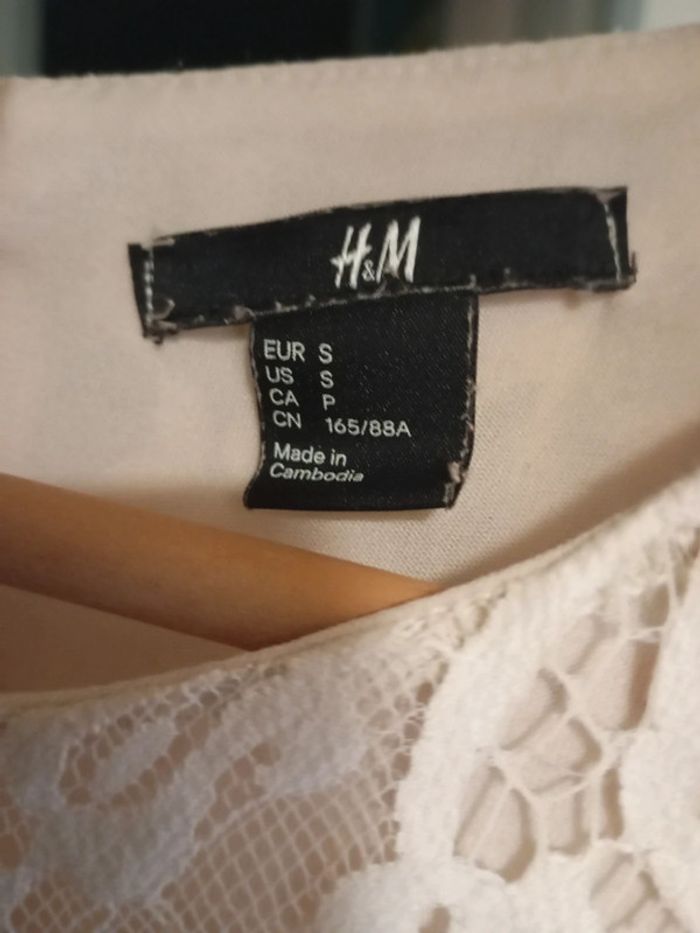 H&M
EUR S
US S
CA P
CN 165/88A
Made in
Cambodia